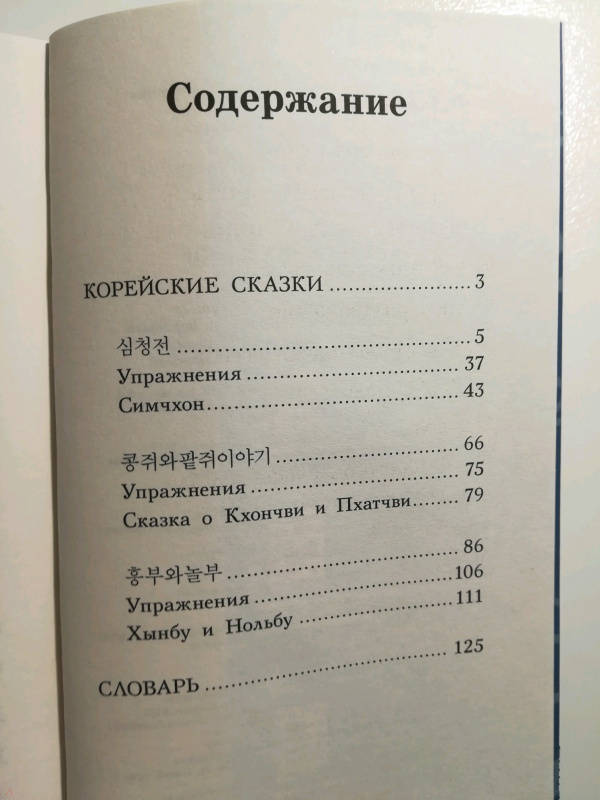 Содержание
КОРЕЙСКИЕ СКАЗКИ ..................... 3
심청전 ............................................. 5
Упражнения ................................ 37
Симчхон ..................................... 43
콩쥐와팥쥐이야기 ........................... 66
Упражнения ................................ 75
Сказка о Кхончви и Пхатчви ....... 79
흥부와놀부 ................................... 86
Упражнения ................................ 106
Хынбу и Нольбу ......................... 111
СЛОВАРЬ ..................................... 125